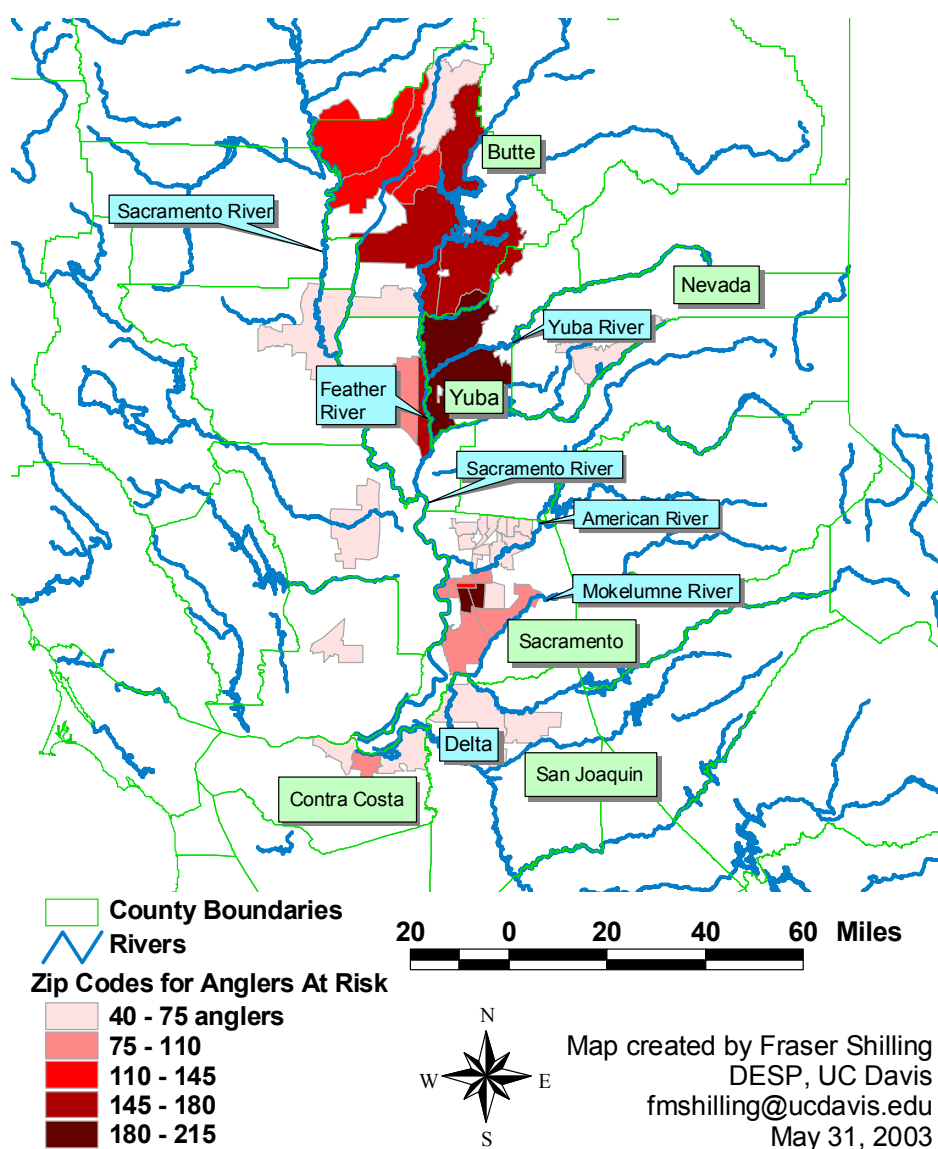 Butte
Sacramento River
Nevada
Yuba River
Feather
River
Yuba
Sacramento River
American River
Mokelumne River
Sacramento
Delta
San Joaquin
Contra Costa
County Boundaries
Rivers
20 0 20 40 60 Miles
Zip Codes for Anglers At Risk
40 - 75 anglers
75 - 110
110 - 145
145 - 180
180 - 215
N
W E
S
Map created by Fraser Shilling
DESP, UC Davis
fmshilling@ucdavis.edu
May 31, 2003